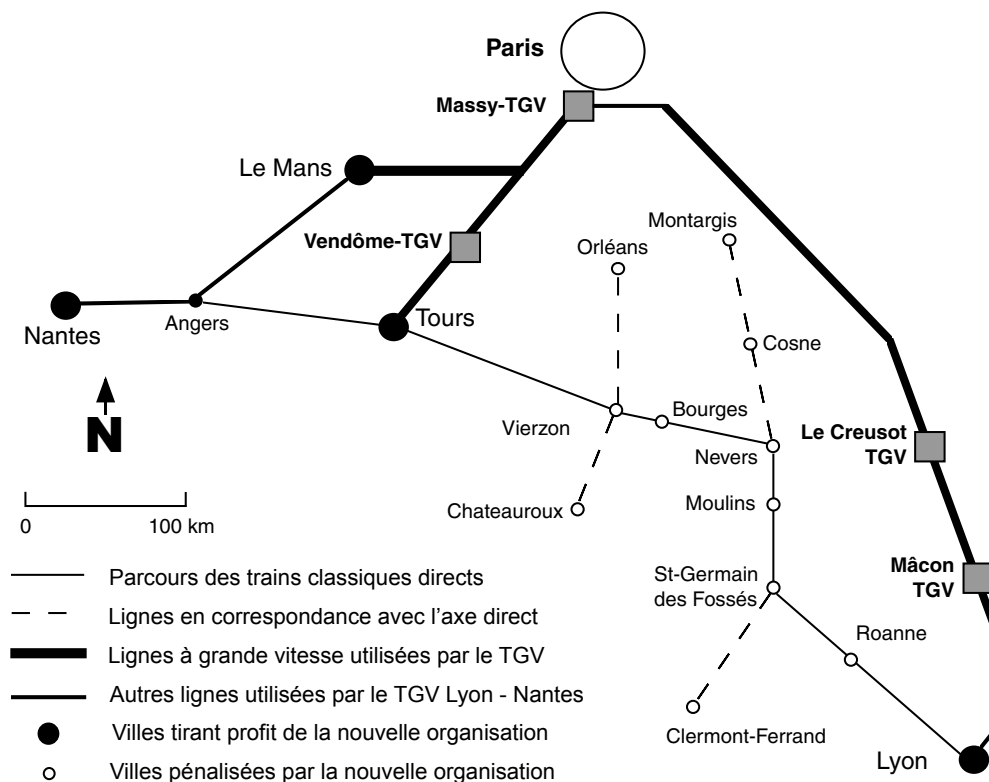 Paris
Massy-TGV
Le Mans
Montargis
Vendôme-TGV
Orléans
Nantes
Angers
Tours
Cosne
N
Vierzon
Bourges
Nevers
Le Creusot
TGV
Chateauroux
Moulins
0 100 km
Mâcon
TGV
St-Germain
des Fossés
Roanne
Clermont-Ferrand
Lyon
Parcours des trains classiques directs
Lignes en correspondance avec l'axe direct
Lignes à grande vitesse utilisées par le TGV
Autres lignes utilisées par le TGV Lyon - Nantes
Villes tirant profit de la nouvelle organisation
Villes pénalisées par la nouvelle organisation